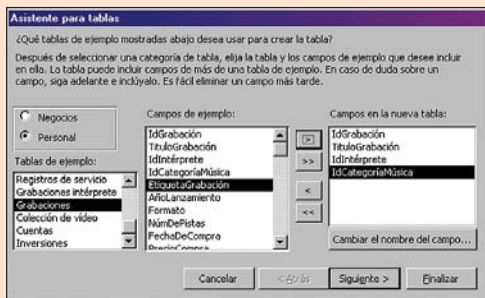 Asistente para tablas
¿Qué tablas de ejemplo mostradas abajo desea usar para crear la tabla?
Después de seleccionar una categoría de tabla, elija la tabla y los campos de ejemplo que desee incluir
en ella. La tabla puede incluir campos de más de una tabla de ejemplo. En caso de duda sobre un
campo, siga adelante e inclúyalo. Es fácil eliminar un campo más tarde.
Negocios
Personal
Tablas de ejemplo:
Registros de servicio
Grabaciones intérprete
Grabaciones
Colección de vídeo
Cuentas
Inversiones
Campos de ejemplo:
IdGrabación
TítuloGrabación
IdIntérprete
IdCategoríaMúsica
EtiquetaGrabación
AñoLanzamiento
Formato
NúmDePistas
FechaDeCompra
PrecioCompra
>
>>
<
<<
Campos en la nueva tabla:
IdGrabación
TítuloGrabación
IdIntérprete
IdCategoríaMúsica
Cambiar el nombre del campo...
Cancelar
< Atrás
Siguiente >
Finalizar